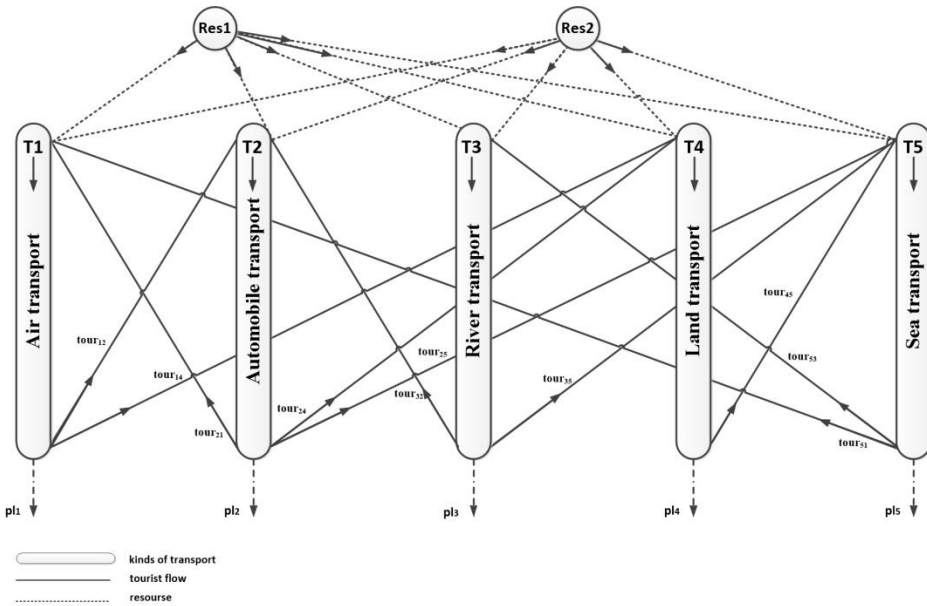 Res1
Res2
T1
T2
T3
T4
T5
Air transport
Automobile transport
River transport
Land transport
Sea transport
tour12
tour14
tour21
tour24
tour25
tour32
tour35
tour45
tour53
tour51
pl1
pl2
pl3
pl4
pl5
kinds of transport
tourist flow
resourse